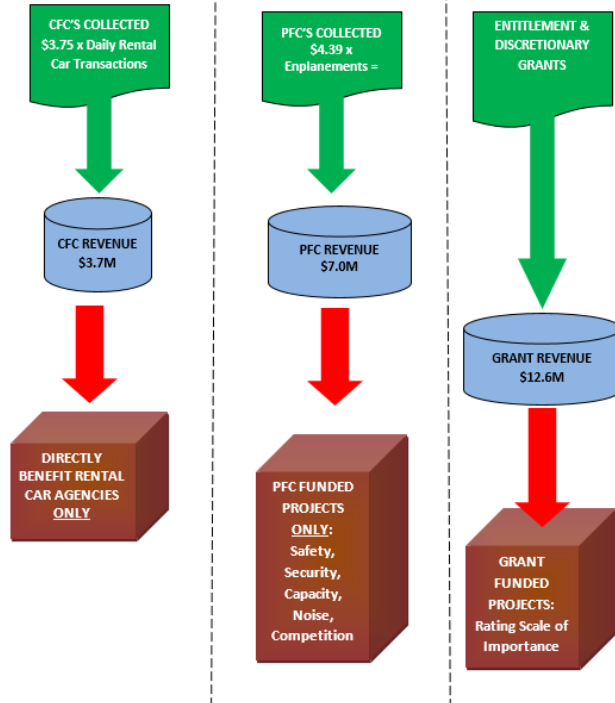 CFC'S COLLECTED
$3.75 x Daily Rental
Car Transactions
CFC REVENUE
$3.7M
DIRECTLY
BENEFIT RENTAL
CAR AGENCIES
ONLY
PFC'S COLLECTED
$4.39 x
Enplanements =
PFC REVENUE
$7.0M
PFC FUNDED
PROJECTS
ONLY:
Safety,
Security,
Capacity,
Noise,
Competition
ENTITLEMENT &
DISCRETIONARY
GRANTS
GRANT REVENUE
$12.6M
GRANT
FUNDED
PROJECTS:
Rating Scale of
Importance